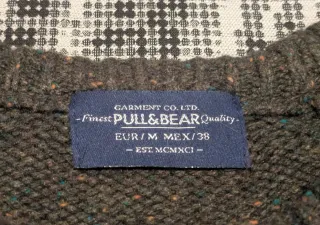 GARMENT CO. LTD.
-Finest PULL&BEAR Quality-
EUR/M MEX/38
- EST. MCMXCI -